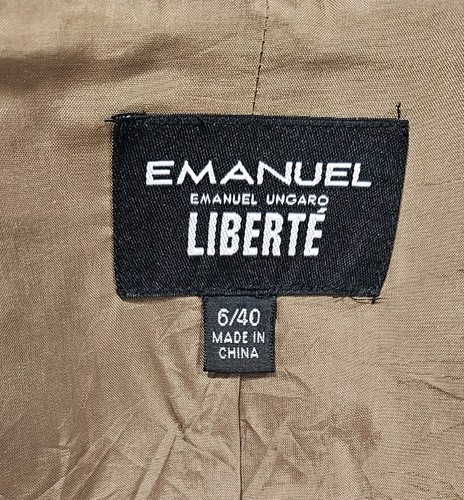 EMANUEL
EMANUEL UNGARO
LIBERTÉ
6/40
MADE IN
CHINA